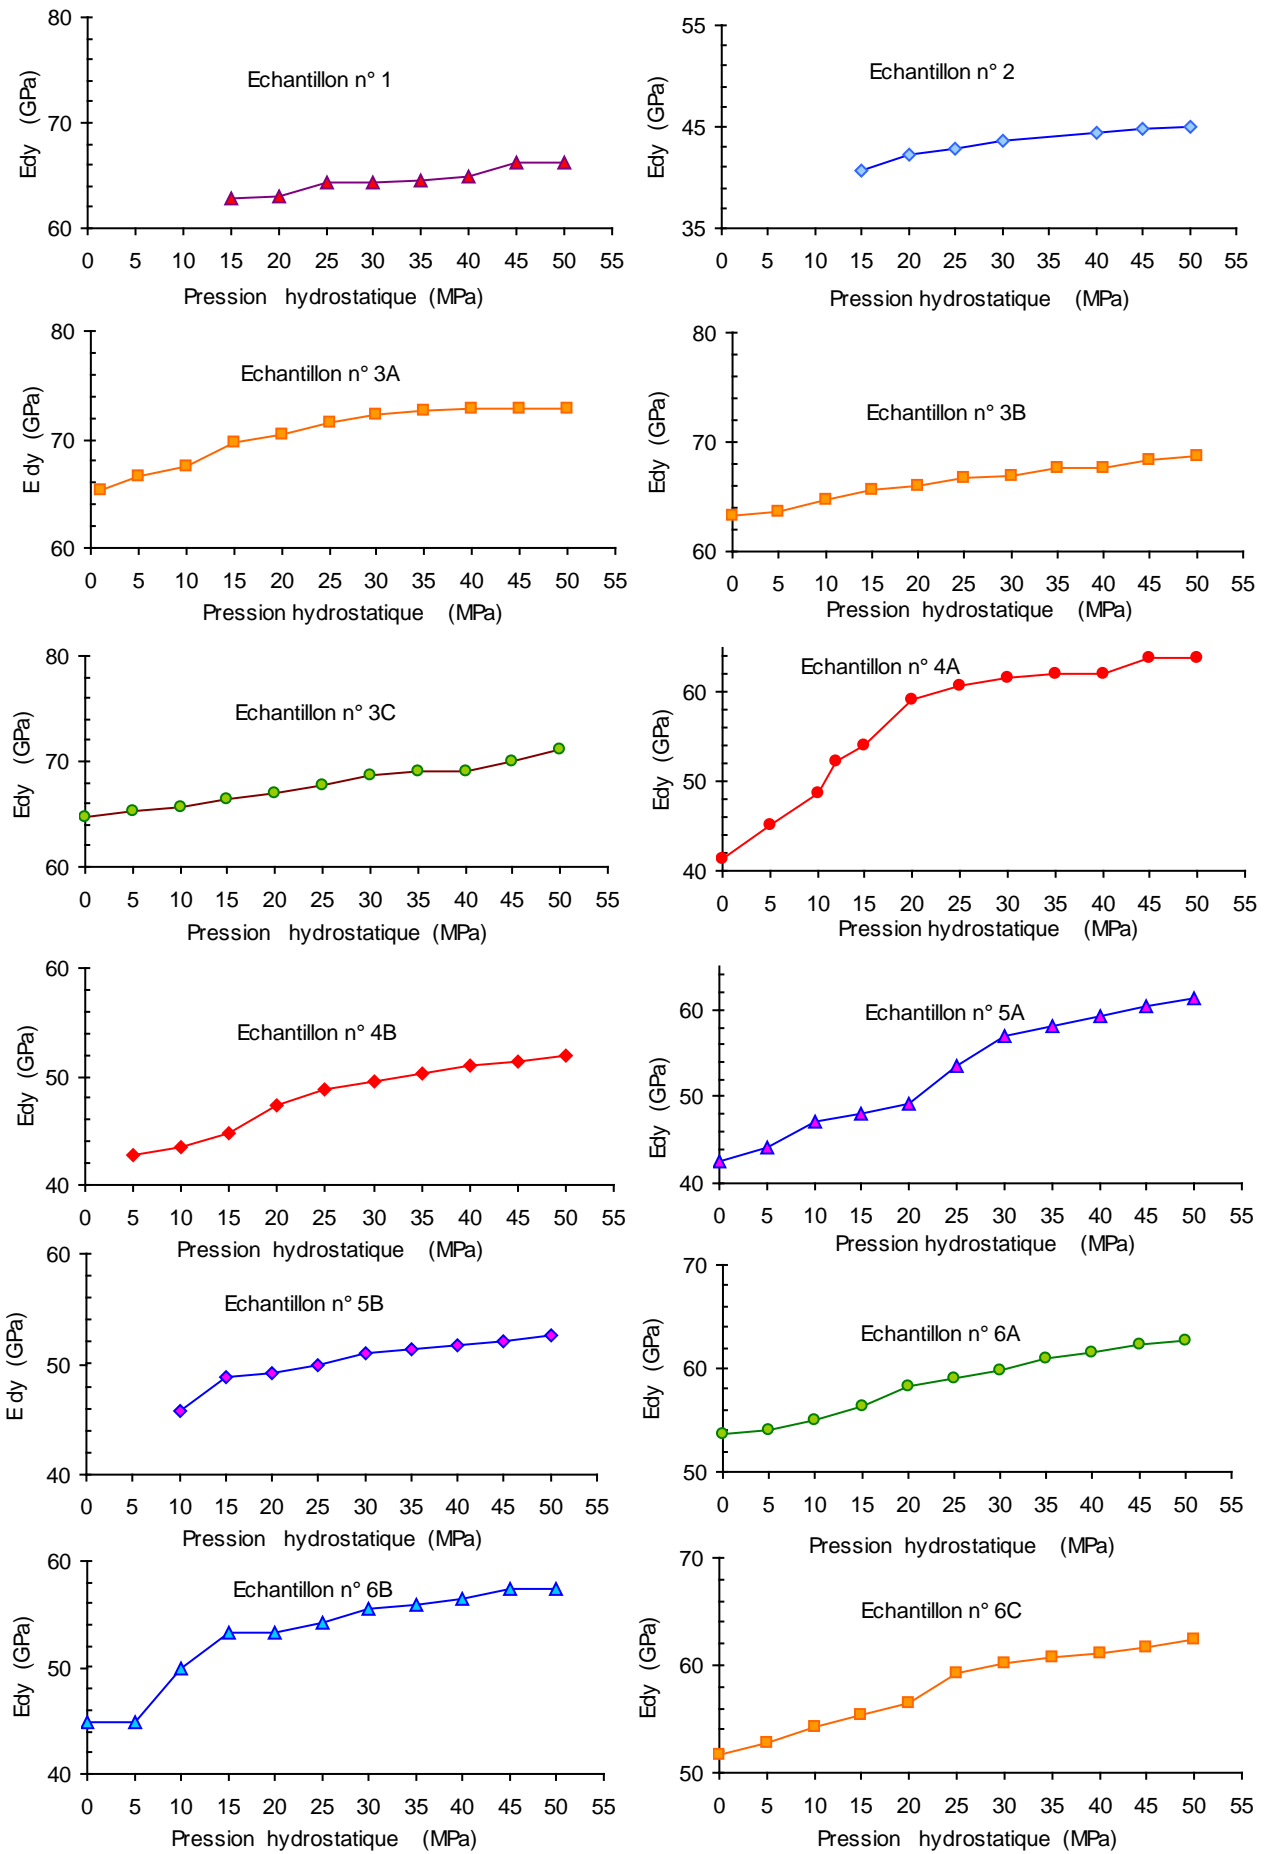 80
70
60
Edy (GPa)
Echantillon n° 1
0 5 10 15 20 25 30 35 40 45 50 55
Pression hydrostatique (MPa)
55
45
35
Edy (GPa)
Echantillon n° 2
0 5 10 15 20 25 30 35 40 45 50 55
Pression hydrostatique (MPa)
80
70
60
E dy (GPa)
Echantillon n° 3A
0 5 10 15 20 25 30 35 40 45 50 55
Pression hydrostatique (MPa)
80
70
60
Edy (GPa)
Echantillon n° 3B
0 5 10 15 20 25 30 35 40 45 50 55
Pression hydrostatique (MPa)
80
70
60
Edy (GPa)
Echantillon n° 3C
0 5 10 15 20 25 30 35 40 45 50 55
Pression hydrostatique (MPa)
60
50
40
Edy (GPa)
Echantillon n° 4A
0 5 10 15 20 25 30 35 40 45 50 55
Pression hydrostatique (MPa)
60
50
40
Edy (GPa)
Echantillon n° 4B
0 5 10 15 20 25 30 35 40 45 50 55
Pression hydrostatique (MPa)
60
50
40
Edy (GPa)
Echantillon n° 5A
0 5 10 15 20 25 30 35 40 45 50 55
Pression hydrostatique (MPa)
60
50
40
E dy (GPa)
Echantillon n° 5B
0 5 10 15 20 25 30 35 40 45 50 55
Pression hydrostatique (MPa)
70
60
50
Edy (GPa)
Echantillon n° 6A
0 5 10 15 20 25 30 35 40 45 50 55
Pression hydrostatique (MPa)
60
50
40
Edy (GPa)
Echantillon n° 6B
0 5 10 15 20 25 30 35 40 45 50 55
Pression hydrostatique (MPa)
70
60
50
Edy (GPa)
Echantillon n° 6C
0 5 10 15 20 25 30 35 40 45 50 55
Pression hydrostatique (MPa)